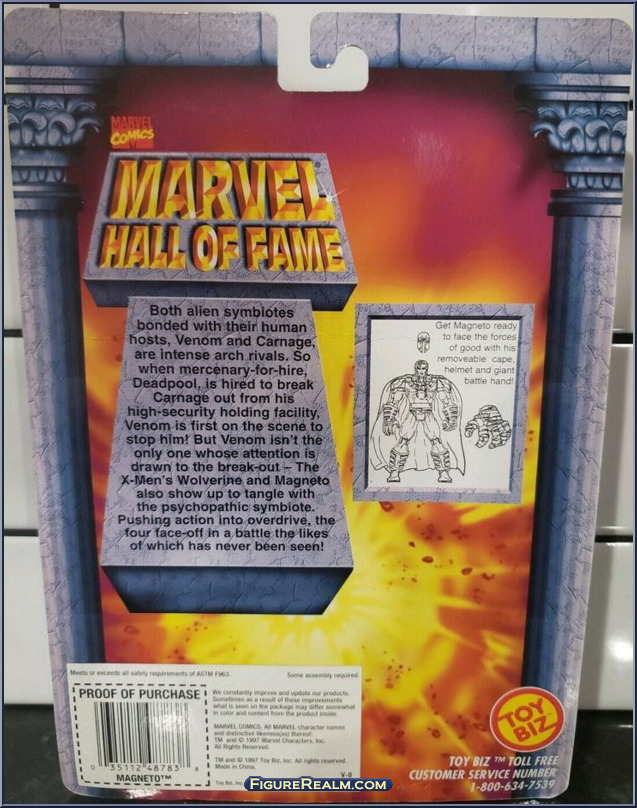 MARVEL
COMICS
MARVEL®
HALL OF FAME
Both alien symbiotes
bonded with their human
hosts, Venom and Carnage,
are intense arch rivals. So
when mercenary-for-hire,
Deadpool, is hired to break
Carnage out from his
high-security holding facility,
Venom is first on the scene to
stop him! But Venom isn't the
only one whose attention is
drawn to the break-out – The
X-Men's Wolverine and Magneto
also show up to tangle with
the psychopathic symbiote.
Pushing action into overdrive, the
four face-off in a battle the likes
of which has never been seen!
Get Magneto ready
to face the forces
of good with his
removeable cape,
helmet and giant
battle hand!
Meets or exceeds all safety requirements of ASTM F963.
Some assembly required.
PROOF OF PURCHASE
0 35112 48783 8
MAGNETO™
We constantly improve and update our products.
Sometimes as a result of these improvements
what is seen on the package may differ somewhat
in color and content from the product inside.
MARVEL COMICS, All MARVEL character names
and distinctive likeness(es) thereof:
TM and © 1997 Marvel Characters, Inc.
All Rights Reserved.
TM and © 1997 Toy Biz, Inc. All rights reserved.
Made in China.
V-8
Toy Biz, Inc.
TOY
BIZ
TOY BIZ ™ TOLL FREE
CUSTOMER SERVICE NUMBER
1-800-634-7539
FIGUREREALM.COM